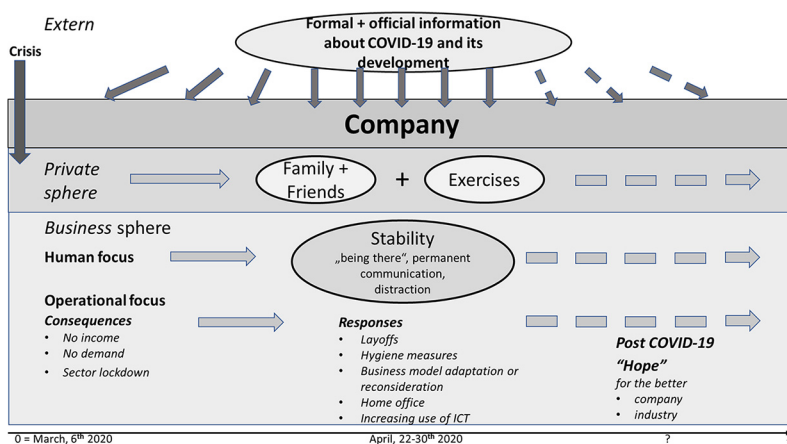 Extern
Formal + official information
about COVID-19 and its
development
Crisis
Company
Private
sphere
Family +
Friends
+
Exercises
Business sphere
Human focus
Stability
„being there“, permanent
communication,
distraction
Operational focus
Consequences
• No income
• No demand
• Sector lockdown
Responses
• Layoffs
• Hygiene measures
• Business model adaptation or
reconsideration
• Home office
• Increasing use of ICT
Post COVID-19
“Hope”
for the better
• company
• industry
0 = March, 6th 2020
April, 22-30th 2020
?